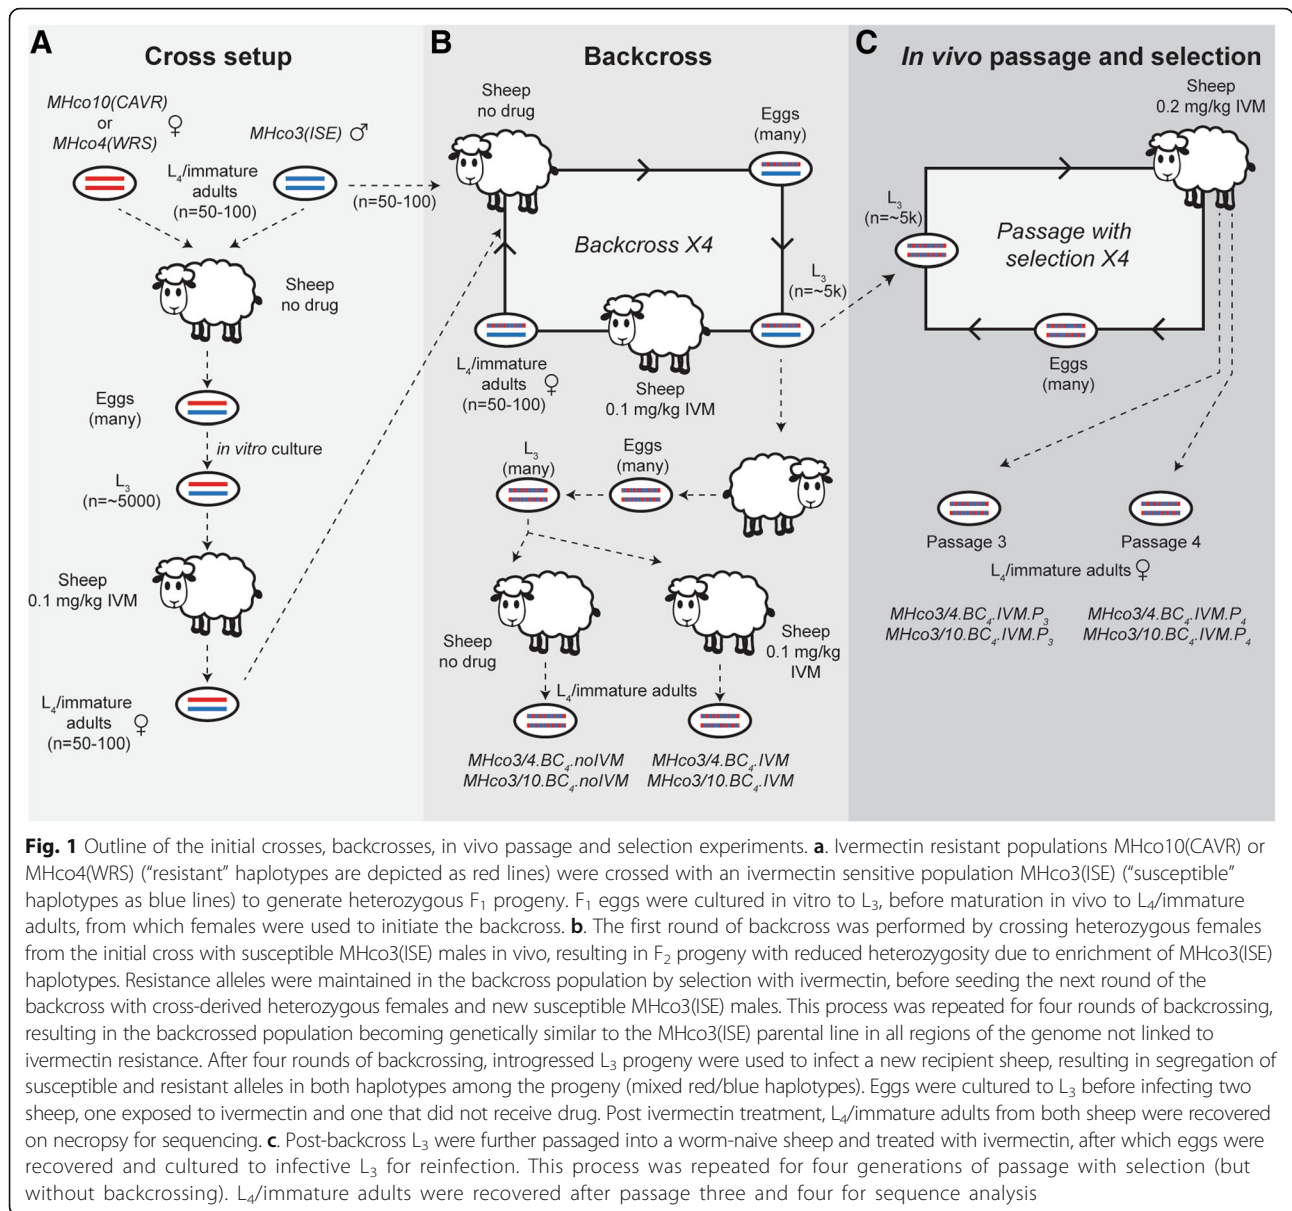 A
Cross setup
MHco10(CAVR)
or
MHco4(WRS) ♀
MHco3(ISE) ♂
L4/immature
adults
(n=50-100)
(n=50-100)
Sheep
no drug
Eggs
(many)
in vitro culture
L3
(n=~5000)
Sheep
0.1 mg/kg IVM
L4/immature
adults ♀
(n=50-100)
B
Backcross
Sheep
no drug
Eggs
(many)
Backcross X4
L3
(n=~5k)
L4/immature
adults ♀
(n=50-100)
Sheep
0.1 mg/kg IVM
L3
(many)
Eggs
(many)
Sheep
no drug
Sheep
0.1 mg/kg
IVM
L4/immature adults
MHco3/4.BC4.noIVM
MHco3/10.BC4.noIVM
MHco3/4.BC4.IVM
MHco3/10.BC4.IVM
C
In vivo passage and selection
Sheep
0.2 mg/kg IVM
L3
(n=~5k)
Passage with
selection X4
Eggs
(many)
Passage 3
Passage 4
L4/immature adults ♀
MHco3/4.BC4.IVM.P3
MHco3/10.BC4.IVM.P3
MHco3/4.BC4.IVM.P4
MHco3/10.BC4.IVM.P4
Fig. 1 Outline of the initial crosses, backcrosses, in vivo passage and selection experiments. a. Ivermectin resistant populations MHco10(CAVR) or
MHco4(WRS) (“resistant” haplotypes are depicted as red lines) were crossed with an ivermectin sensitive population MHco3(ISE) (“susceptible”
haplotypes as blue lines) to generate heterozygous F1 progeny. F1 eggs were cultured in vitro to L3, before maturation in vivo to L4/immature
adults, from which females were used to initiate the backcross. b. The first round of backcross was performed by crossing heterozygous females
from the initial cross with susceptible MHco3(ISE) males in vivo, resulting in F2 progeny with reduced heterozygosity due to enrichment of MHco3(ISE)
haplotypes. Resistance alleles were maintained in the backcross population by selection with ivermectin, before seeding the next round of the
backcross with cross-derived heterozygous females and new susceptible MHco3(ISE) males. This process was repeated for four rounds of backcrossing,
resulting in the backcrossed population becoming genetically similar to the MHco3(ISE) parental line in all regions of the genome not linked to
ivermectin resistance. After four rounds of backcrossing, introgressed L3 progeny were used to infect a new recipient sheep, resulting in segregation of
susceptible and resistant alleles in both haplotypes among the progeny (mixed red/blue haplotypes). Eggs were cultured to L3 before infecting two
sheep, one exposed to ivermectin and one that did not receive drug. Post ivermectin treatment, L4/immature adults from both sheep were recovered
on necropsy for sequencing. c. Post-backcross L3 were further passaged into a worm-naive sheep and treated with ivermectin, after which eggs were
recovered and cultured to infective L3 for reinfection. This process was repeated for four generations of passage with selection (but
without backcrossing). L4/immature adults were recovered after passage three and four for sequence analysis